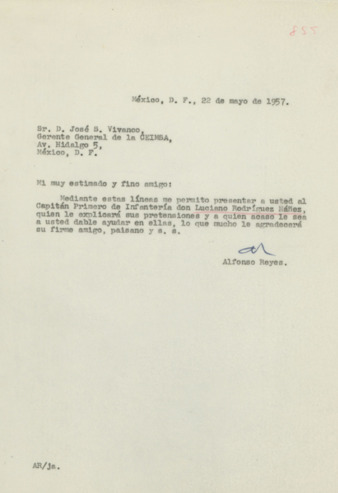 México, D. F., 22 de mayo de 1957.
Sr. D. José S. Vivanco,
Gerente General de la CEIMSA,
Av. Hidalgo 5,
México, D. F.
Mi muy estimado y fino amigo:
Mediante estas líneas me permito presentar a usted al
Capitán Primero de Infantería don Luciano Rodríguez Núñez,
quien le explicará sus pretensiones y a quien acaso le sea
a usted dable ayudar en ellas, lo que mucho le agradecerá
su firme amigo, paisano y s. s.
Alfonso Reyes.
AR/jo.